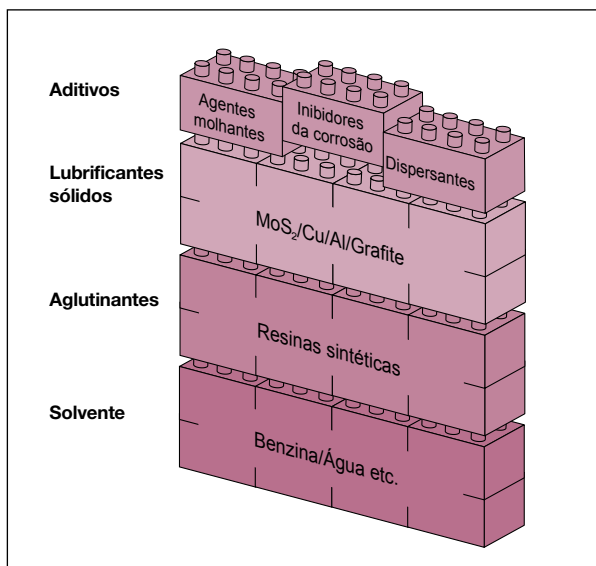 Aditivos
Agentes
molhantes
Inibidores
da corrosão
Dispersantes
Lubrificantes
sólidos
MoS₂/Cu/Al/Grafite
Aglutinantes
Resinas sintéticas
Solvente
Benzina/Água etc.